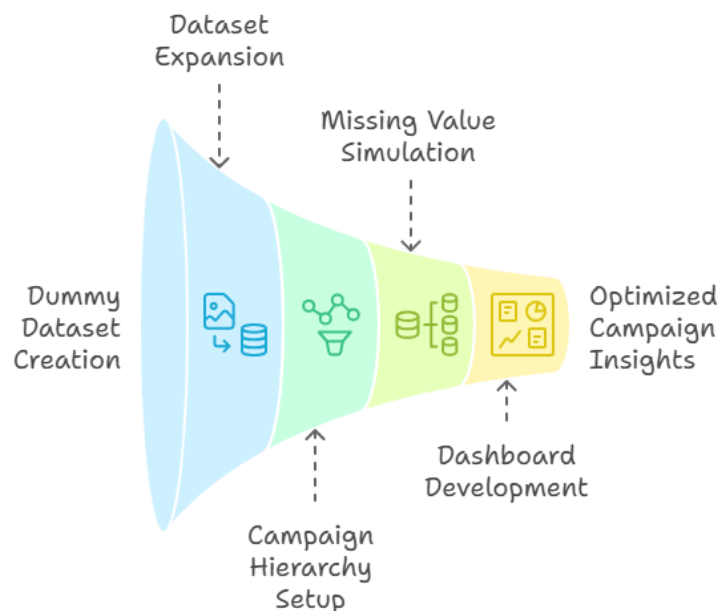 Dataset
Expansion
Missing Value
Simulation
Dummy
Dataset
Creation
Optimized
Campaign
Insights
Dashboard
Development
Campaign
Hierarchy
Setup